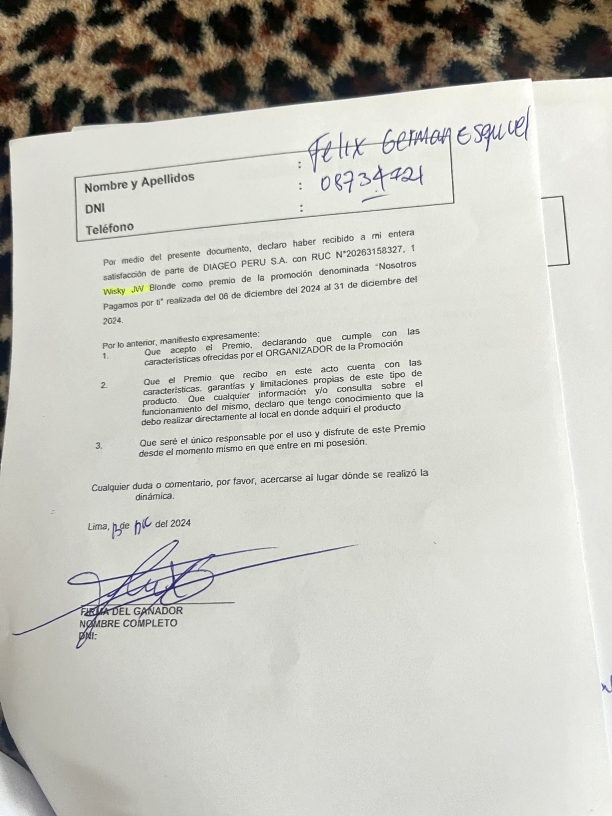 Nombre y Apellidos : Felix German Esquivel
DNI : 08734721
Teléfono :
Por medio del presente documento, declaro haber recibido a mi entera
satisfacción de parte de DIAGEO PERU S.A. con RUC N°20263158327, 1
Wisky JW Blonde como premio de la promoción denominada "Nosotros
Pagamos por ti" realizada del 06 de diciembre del 2024 al 31 de diciembre del
2024.
Por lo anterior, manifiesto expresamente:
1. Que acepto el Premio, declarando que cumple con las
características ofrecidas por el ORGANIZADOR de la Promoción
2. Que el Premio que recibo en este acto cuenta con las
características, garantías y limitaciones propias de este tipo de
producto. Que cualquier información y/o consulta sobre el
funcionamiento del mismo, declaro que tengo conocimiento que la
debo realizar directamente al local en donde adquirí el producto
3. Que seré el único responsable por el uso y disfrute de este Premio
desde el momento mismo en que entre en mi posesión.
Cualquier duda o comentario, por favor, acercarse al lugar dónde se realizó la
dinámica.
Lima, 13 de DIC del 2024
FIRMA DEL GANADOR
NOMBRE COMPLETO
DNI: